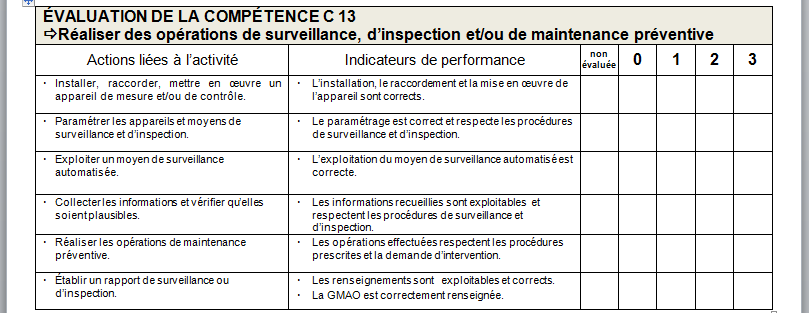 ÉVALUATION DE LA COMPÉTENCE C 13
⇨Réaliser des opérations de surveillance, d'inspection et/ou de maintenance préventive
Actions liées à l'activité
Indicateurs de performance
non
évaluée
0
1
2
3
· Installer, raccorder, mettre en œuvre un
appareil de mesure et/ou de contrôle.
· L'installation, le raccordement et la mise en œuvre de
l'appareil sont corrects.
· Paramétrer les appareils et moyens de
surveillance et d'inspection.
· Le paramétrage est correct et respecte les procédures
de surveillance et d'inspection.
· Exploiter un moyen de surveillance
automatisée.
· L'exploitation du moyen de surveillance automatisé est
correcte.
· Collecter les informations et vérifier qu'elles
soient plausibles.
· Les informations recueillies sont exploitables et
respectent les procédures de surveillance et
d'inspection.
· Réaliser les opérations de maintenance
préventive.
· Les opérations effectuées respectent les procédures
prescrites et la demande d'intervention.
· Établir un rapport de surveillance ou
d'inspection.
· Les renseignements sont exploitables et corrects.
· La GMAO est correctement renseignée.